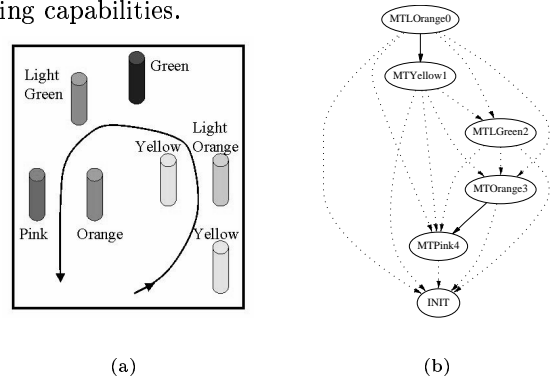 ing capabilities.
Light
Green
Green
Light
Orange
Yellow
Pink
Orange
Yellow
(a)
MTLOrange0
MTYellow1
MTLGreen2
MTOrange3
MTPink4
INIT
(b)